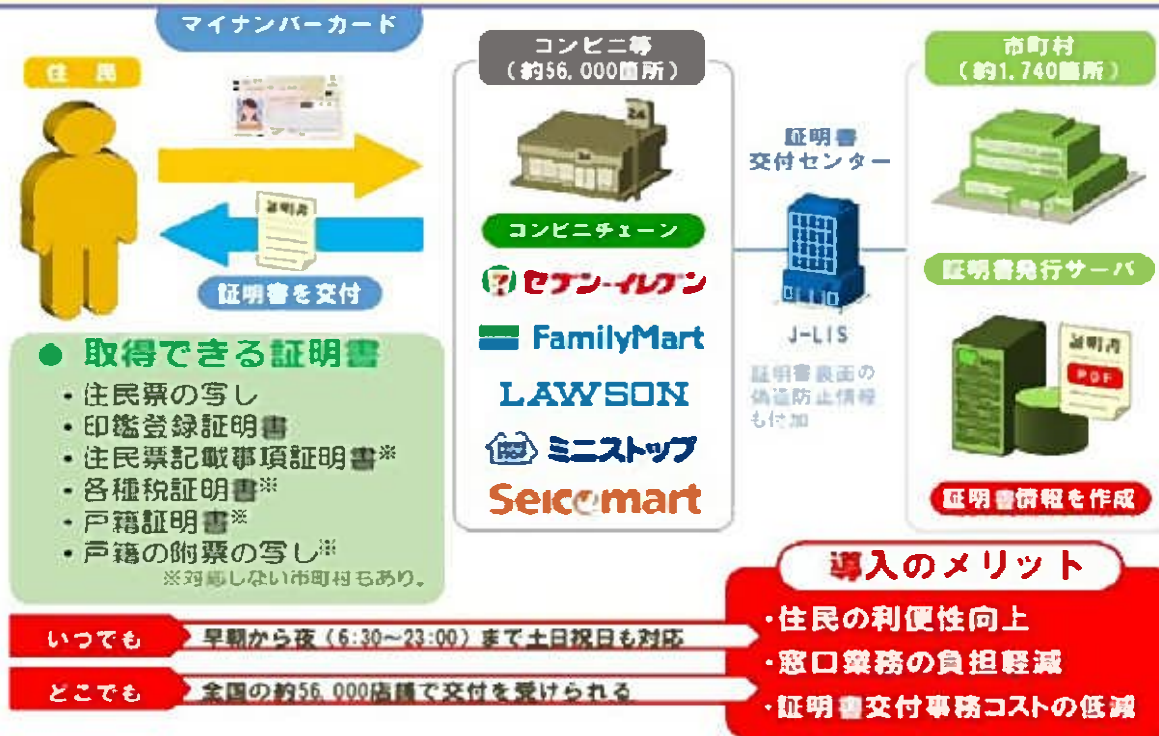 マイナンバーカード
住 民
証明書
証明書を交付
● 取得できる証明書
・住民票の写し
・印鑑登録証明書
・住民票記載事項証明書※
・各種税証明書※
・戸籍証明書※
・戸籍の附票の写し※
※対応しない市町村もあり。
コンビニ等
(約56,000箇所)
24
コンビニチェーン
セブン-イレブン
FamilyMart
LAWSON
ミニストップ
Seicomart
証明書
交付センター
J-LIS
証明書裏面の
偽造防止情報
も付加
市町村
(約1,740箇所)
証明書発行サーバ
証明書
PDF
証明書情報を作成
いつでも
早朝から夜(6:30~23:00)まで土日祝日も対応
どこでも
全国の約56,000店舗で交付を受けられる
導入のメリット
・住民の利便性向上
・窓口業務の負担軽減
・証明書交付事務コストの低減